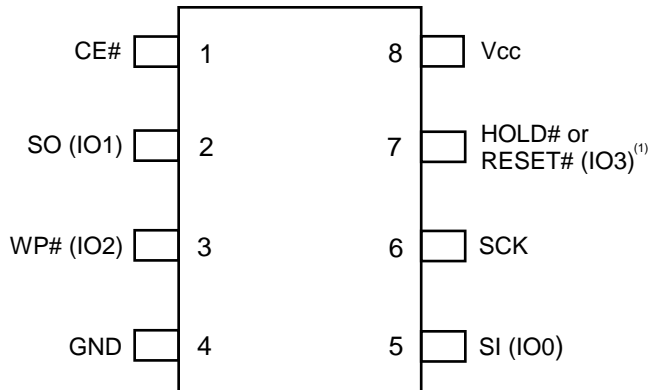 CE# 1 8 Vcc
SO (IO1) 2 7 HOLD# or
RESET# (IO3)(1)
WP# (IO2) 3 6 SCK
GND 4 5 SI (IO0)